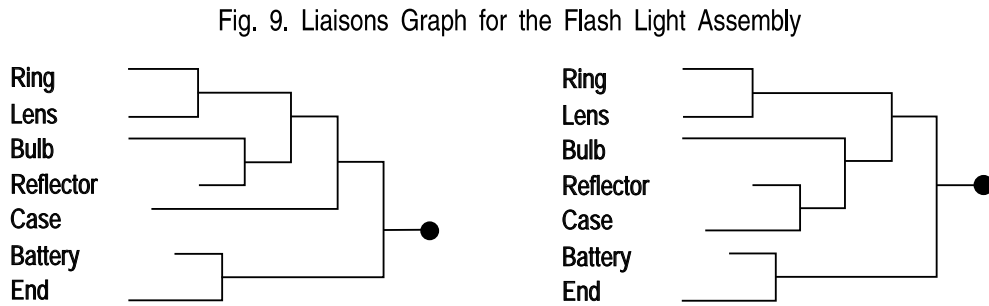 Fig. 9. Liaisons Graph for the Flash Light Assembly
Ring
Lens
Bulb
Reflector
Case
Battery
End
Ring
Lens
Bulb
Reflector
Case
Battery
End